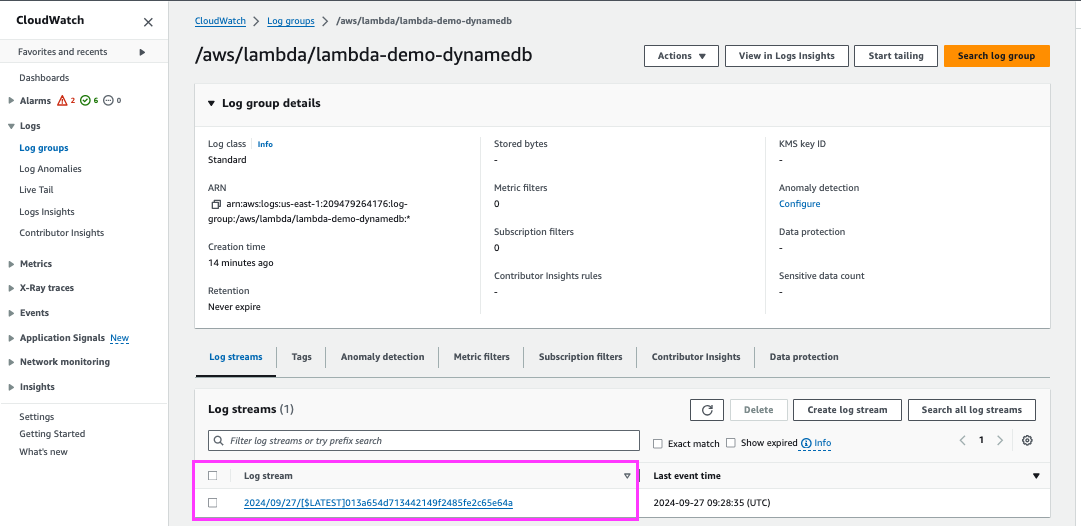 CloudWatch
Favorites and recents
Dashboards
Alarms 2 6 0
Logs
Log groups
Log Anomalies
Live Tail
Logs Insights
Contributor Insights
Metrics
X-Ray traces
Events
Application Signals New
Network monitoring
Insights
Settings
Getting Started
What's new
CloudWatch > Log groups > /aws/lambda/lambda-demo-dynamedb
/aws/lambda/lambda-demo-dynamedb
Actions View in Logs Insights Start tailing Search log group
Log group details
Log class Info
Standard
ARN
arn:aws:logs:us-east-1:209479264176:log-
group:/aws/lambda/lambda-demo-dynamedb:*
Creation time
14 minutes ago
Retention
Never expire
Stored bytes
-
Metric filters
0
Subscription filters
0
Contributor Insights rules
-
KMS key ID
-
Anomaly detection
Configure
Data protection
-
Sensitive data count
-
Log streams Tags Anomaly detection Metric filters Subscription filters Contributor Insights Data protection
Log streams (1)
Delete Create log stream Search all log streams
Filter log streams or try prefix search
Exact match Show expired Info
1
Log stream Last event time
2024/09/27/[$LATEST]013a654d713442149f2485fe2c65e64a 2024-09-27 09:28:35 (UTC)